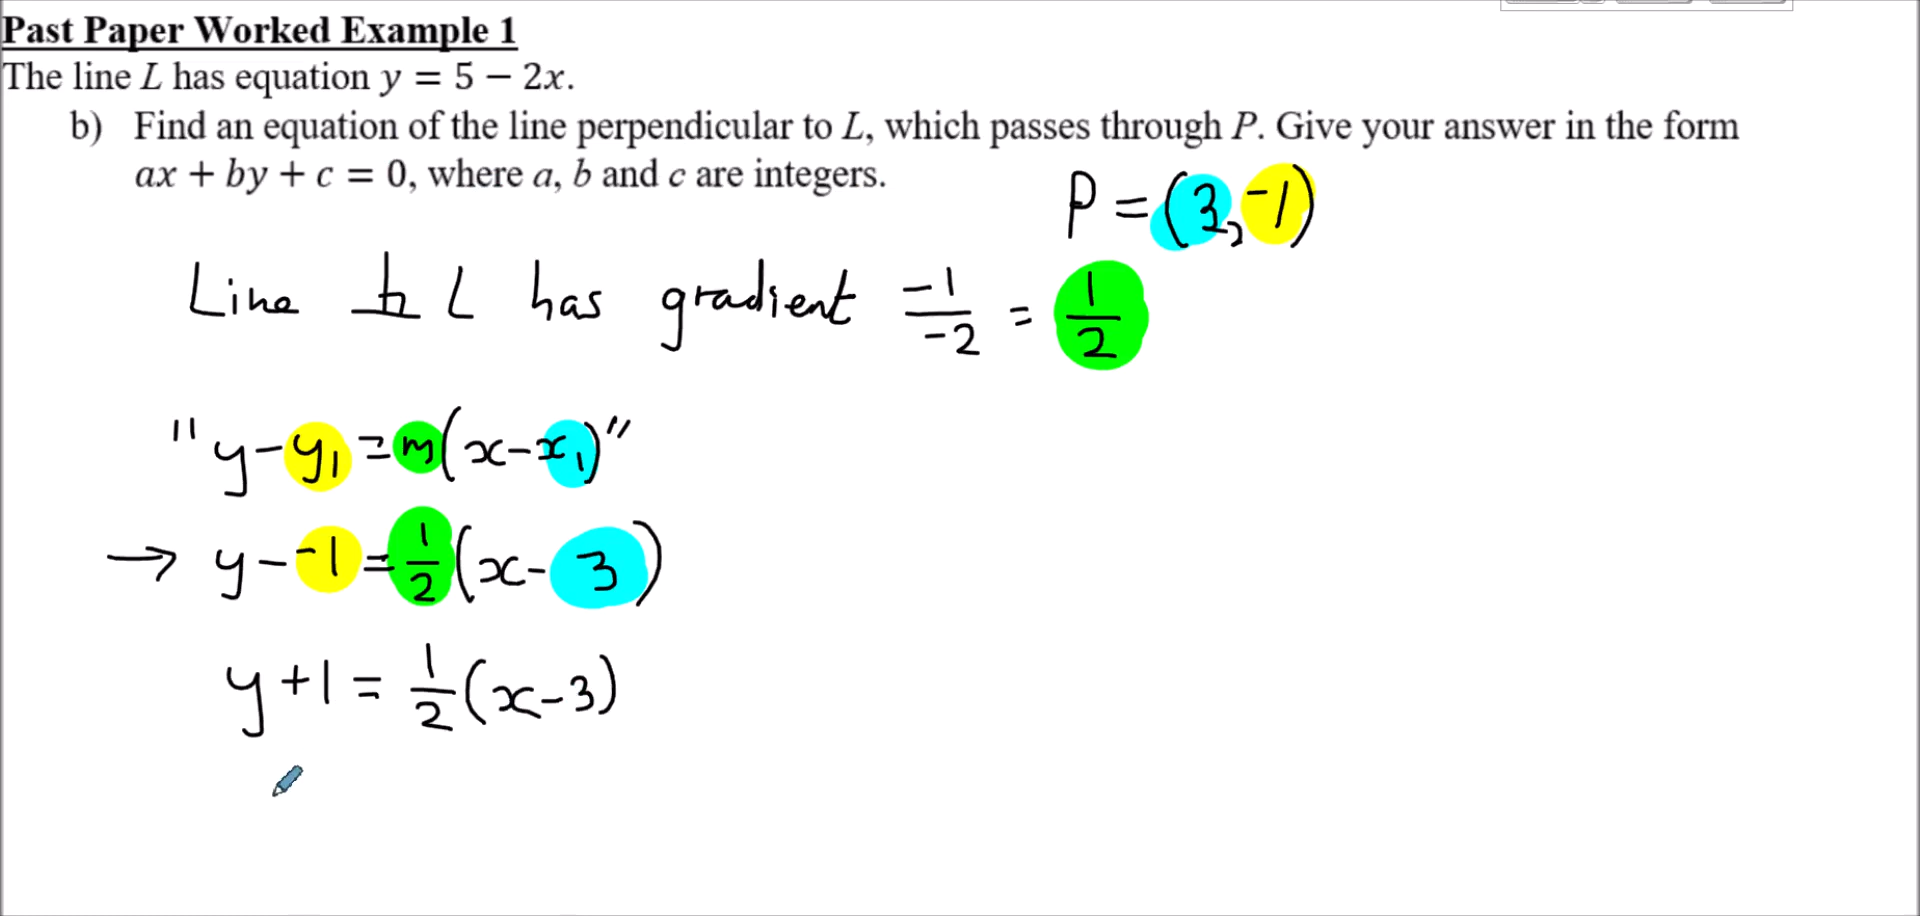 Past Paper Worked Example 1
The line L has equation y = 5 − 2x.
b) Find an equation of the line perpendicular to L, which passes through P. Give your answer in the form
ax + by + c = 0, where a, b and c are integers.
P = (3, -1)
Line ⊥ to L has gradient -1/-2 = 1/2
"y - y₁ = m(x - x₁)"
→ y - -1 = 1/2 (x - 3)
y + 1 = 1/2 (x - 3)